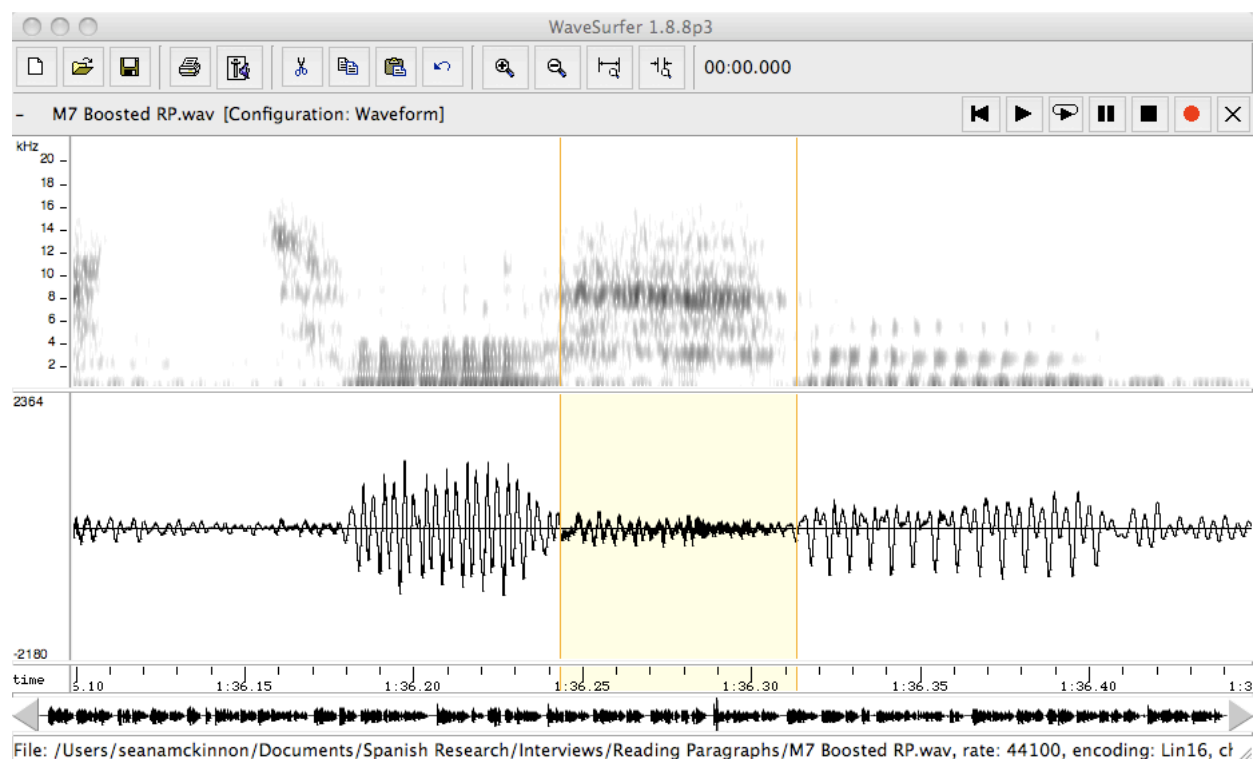 WaveSurfer 1.8.8p3
00:00.000
- M7 Boosted RP.wav [Configuration: Waveform]
kHz
20
18
16
14
12
10
8
6
4
2
2364
-2180
time 1:36.15 1:36.20 1:36.25 1:36.30 1:36.35 1:36.40
File: /Users/seanamckinnon/Documents/Spanish Research/Interviews/Reading Paragraphs/M7 Boosted RP.wav, rate: 44100, encoding: Lin16,